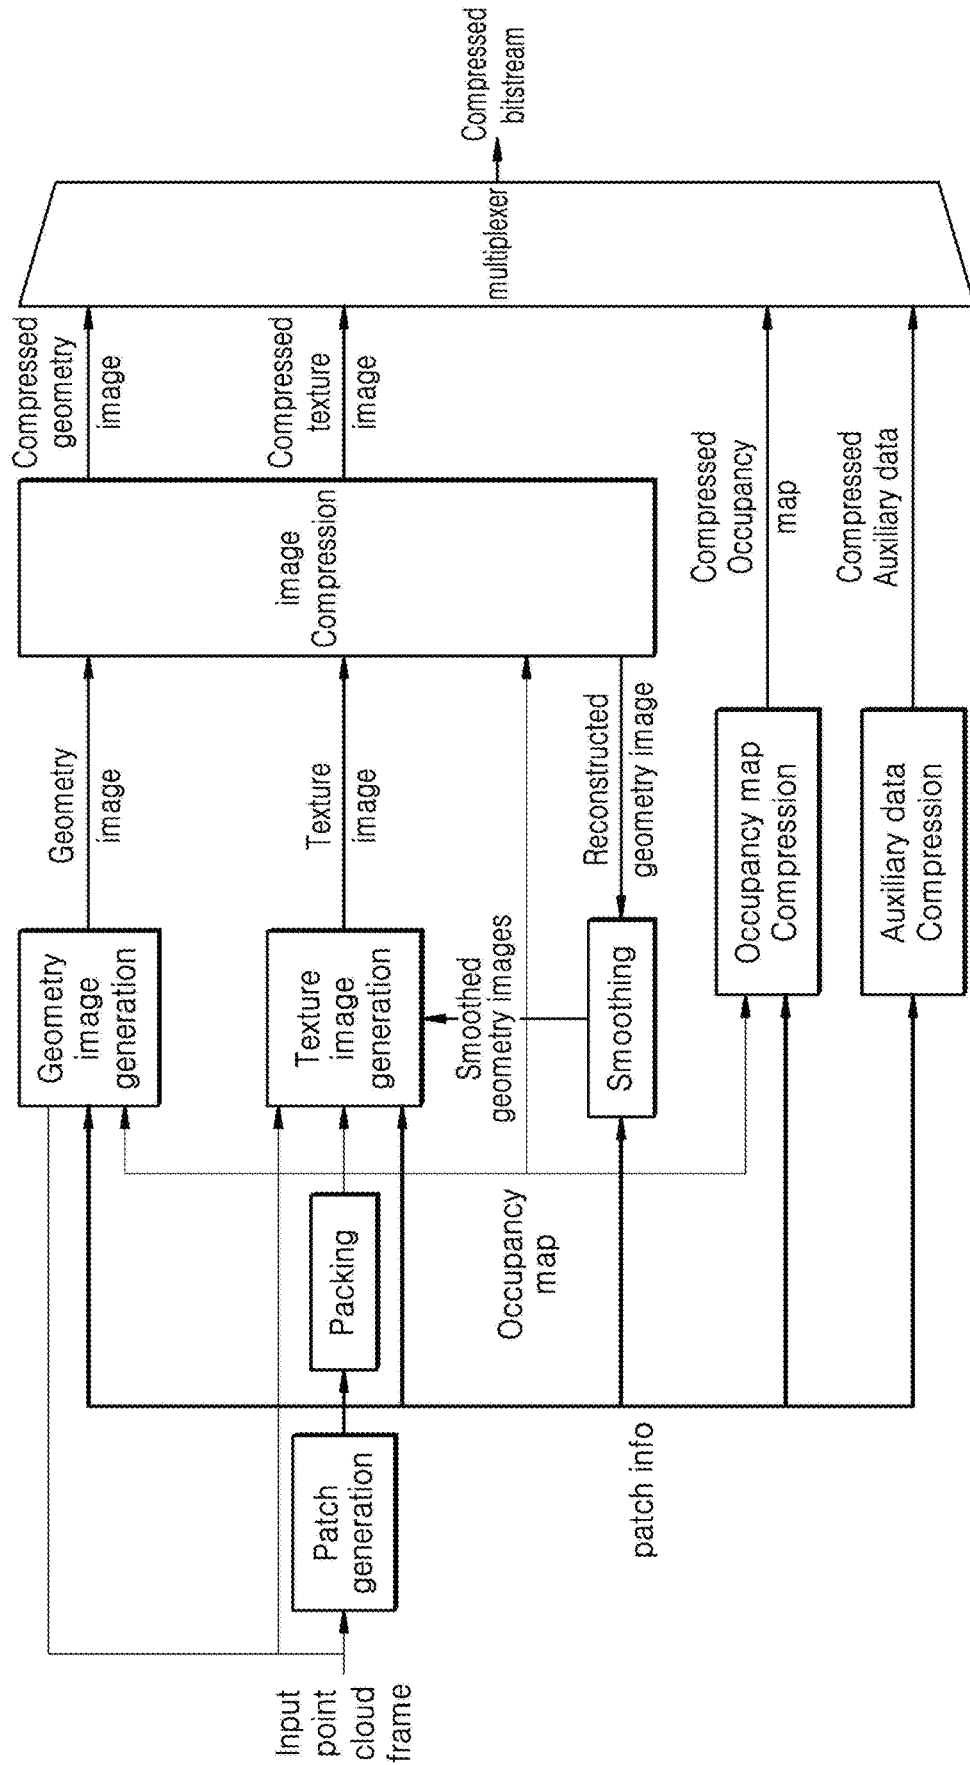 Input
point
cloud
frame
Patch
generation
patch info
Packing
Occupancy
map
Geometry
image
generation
Texture
image
generation
Smoothed
geometry images
Smoothing
Geometry
image
Texture
image
Reconstructed
geometry image
Occupancy map
Compression
Auxiliary data
Compression
image
Compression
Compressed
geometry
image
Compressed
texture
image
Compressed
Occupancy
map
Compressed
Auxiliary data
multiplexer
Compressed
bitstream